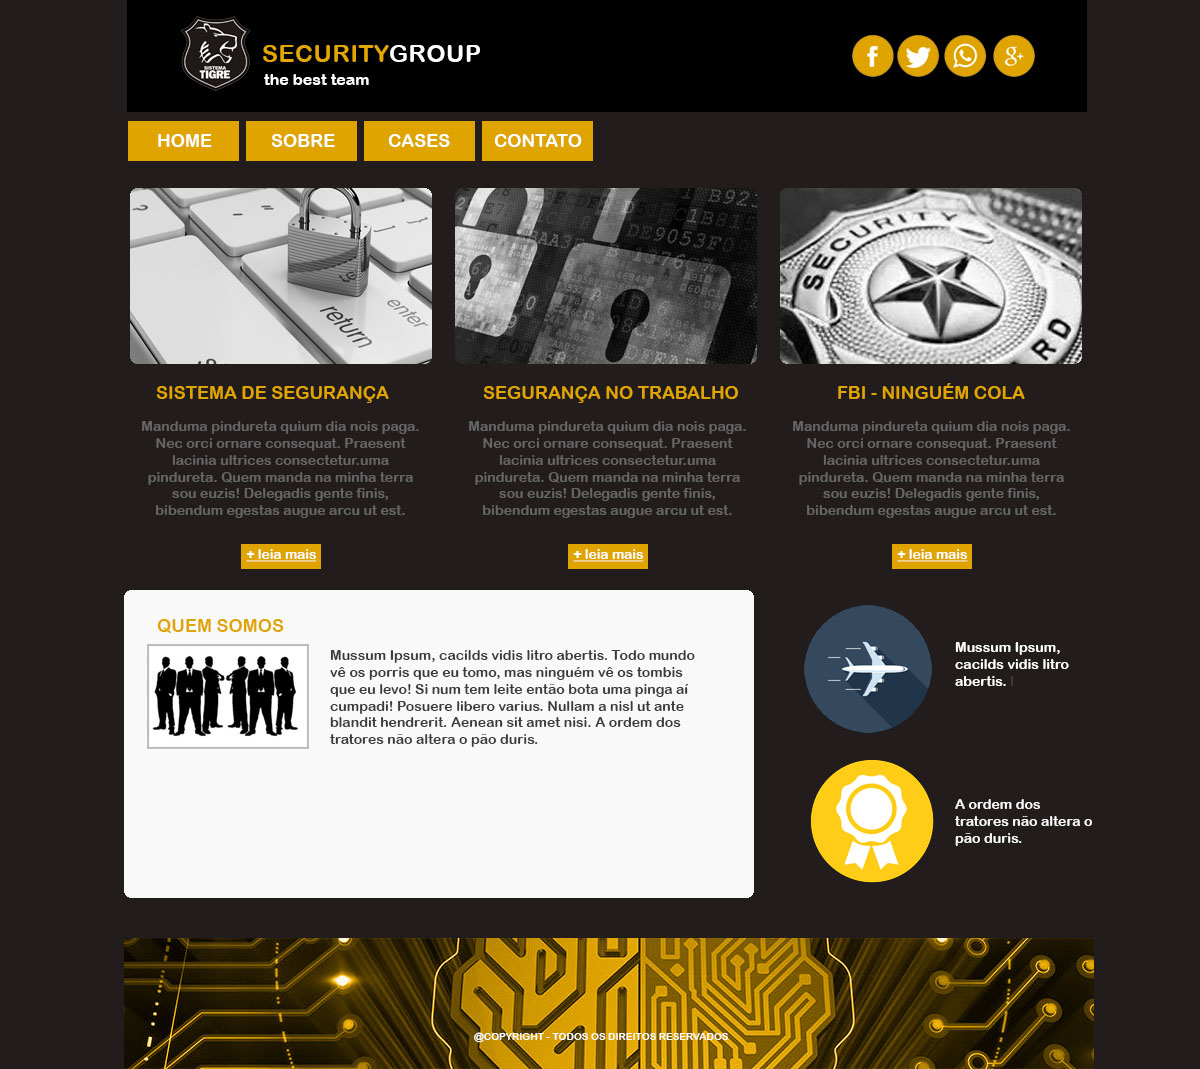 SISTEMA
TIGRE
SECURITYGROUP
the best team
HOME SOBRE CASES CONTATO
return
enter
1B81E
DE9053F0
SECURITY
RD
SISTEMA DE SEGURANÇA
Manduma pindureta quium dia nois paga.
Nec orci ornare consequat. Praesent
lacinia ultrices consectetur.uma
pindureta. Quem manda na minha terra
sou euzis! Delegadis gente finis,
bibendum egestas augue arcu ut est.
+ leia mais
SEGURANÇA NO TRABALHO
Manduma pindureta quium dia nois paga.
Nec orci ornare consequat. Praesent
lacinia ultrices consectetur.uma
pindureta. Quem manda na minha terra
sou euzis! Delegadis gente finis,
bibendum egestas augue arcu ut est.
+ leia mais
FBI - NINGUÉM COLA
Manduma pindureta quium dia nois paga.
Nec orci ornare consequat. Praesent
lacinia ultrices consectetur.uma
pindureta. Quem manda na minha terra
sou euzis! Delegadis gente finis,
bibendum egestas augue arcu ut est.
+ leia mais
QUEM SOMOS
Mussum Ipsum, cacilds vidis litro abertis. Todo mundo
vê os porris que eu tomo, mas ninguém vê os tombis
que eu levo! Si num tem leite então bota uma pinga aí
cumpadi! Posuere libero varius. Nullam a nisl ut ante
blandit hendrerit. Aenean sit amet nisi. A ordem dos
tratores não altera o pão duris.
Mussum Ipsum,
cacilds vidis litro
abertis.
A ordem dos
tratores não altera o
pão duris.
@COPYRIGHT - TODOS OS DIREITOS RESERVADOS